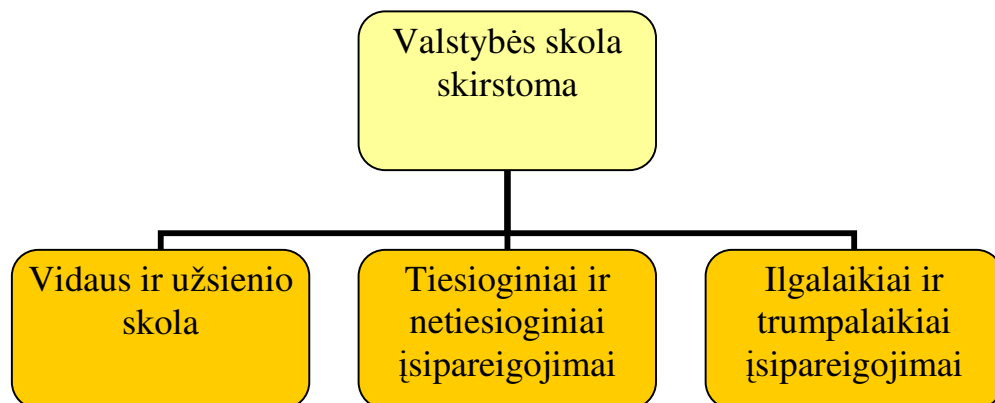 Valstybės skola
skirstoma
Vidaus ir užsienio
skola
Tiesioginiai ir
netiesioginiai
įsipareigojimai
Ilgalaikiai ir
trumpalaikiai
įsipareigojimai